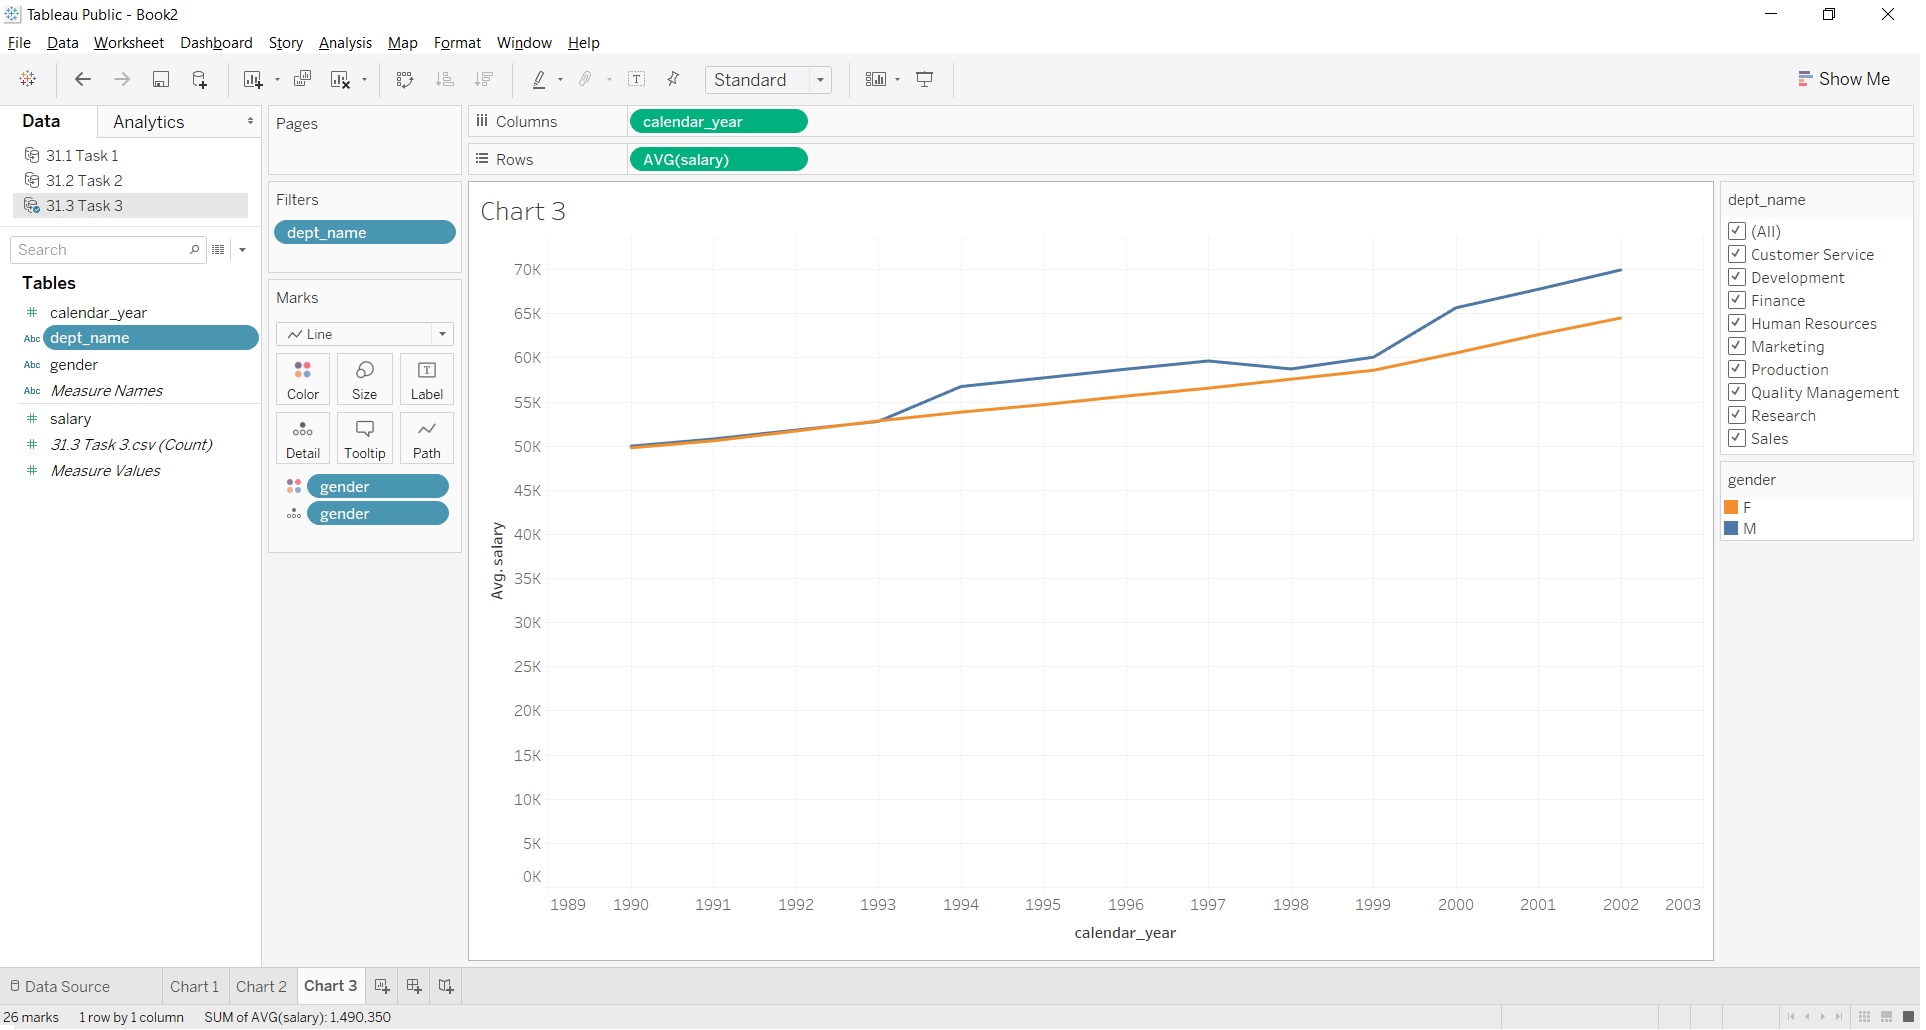 Tableau Public - Book2
File Data Worksheet Dashboard Story Analysis Map Format Window Help
Standard
Show Me
Data
Analytics
31.1 Task 1
31.2 Task 2
31.3 Task 3
Search
Tables
# calendar_year
Abc dept_name
Abc gender
Abc Measure Names
# salary
# 31.3 Task 3.csv (Count)
# Measure Values
Pages
Filters
dept_name
Marks
Line
Color Size Label
Detail Tooltip Path
gender
gender
Columns calendar_year
Rows AVG(salary)
Chart 3
Avg. salary
70K
65K
60K
55K
50K
45K
40K
35K
30K
25K
20K
15K
10K
5K
0K
1989 1990 1991 1992 1993 1994 1995 1996 1997 1998 1999 2000 2001 2002 2003
calendar_year
dept_name
(All)
Customer Service
Development
Finance
Human Resources
Marketing
Production
Quality Management
Research
Sales
gender
F
M
Data Source Chart 1 Chart 2 Chart 3
26 marks 1 row by 1 column SUM of AVG(salary): 1,490,350